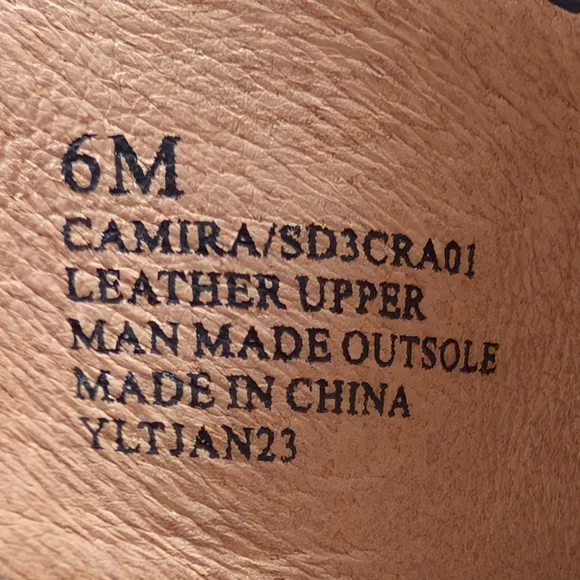 6M
CAMIRA/SD3CRA01
LEATHER UPPER
MAN MADE OUTSOLE
MADE IN CHINA
YLTJAN23